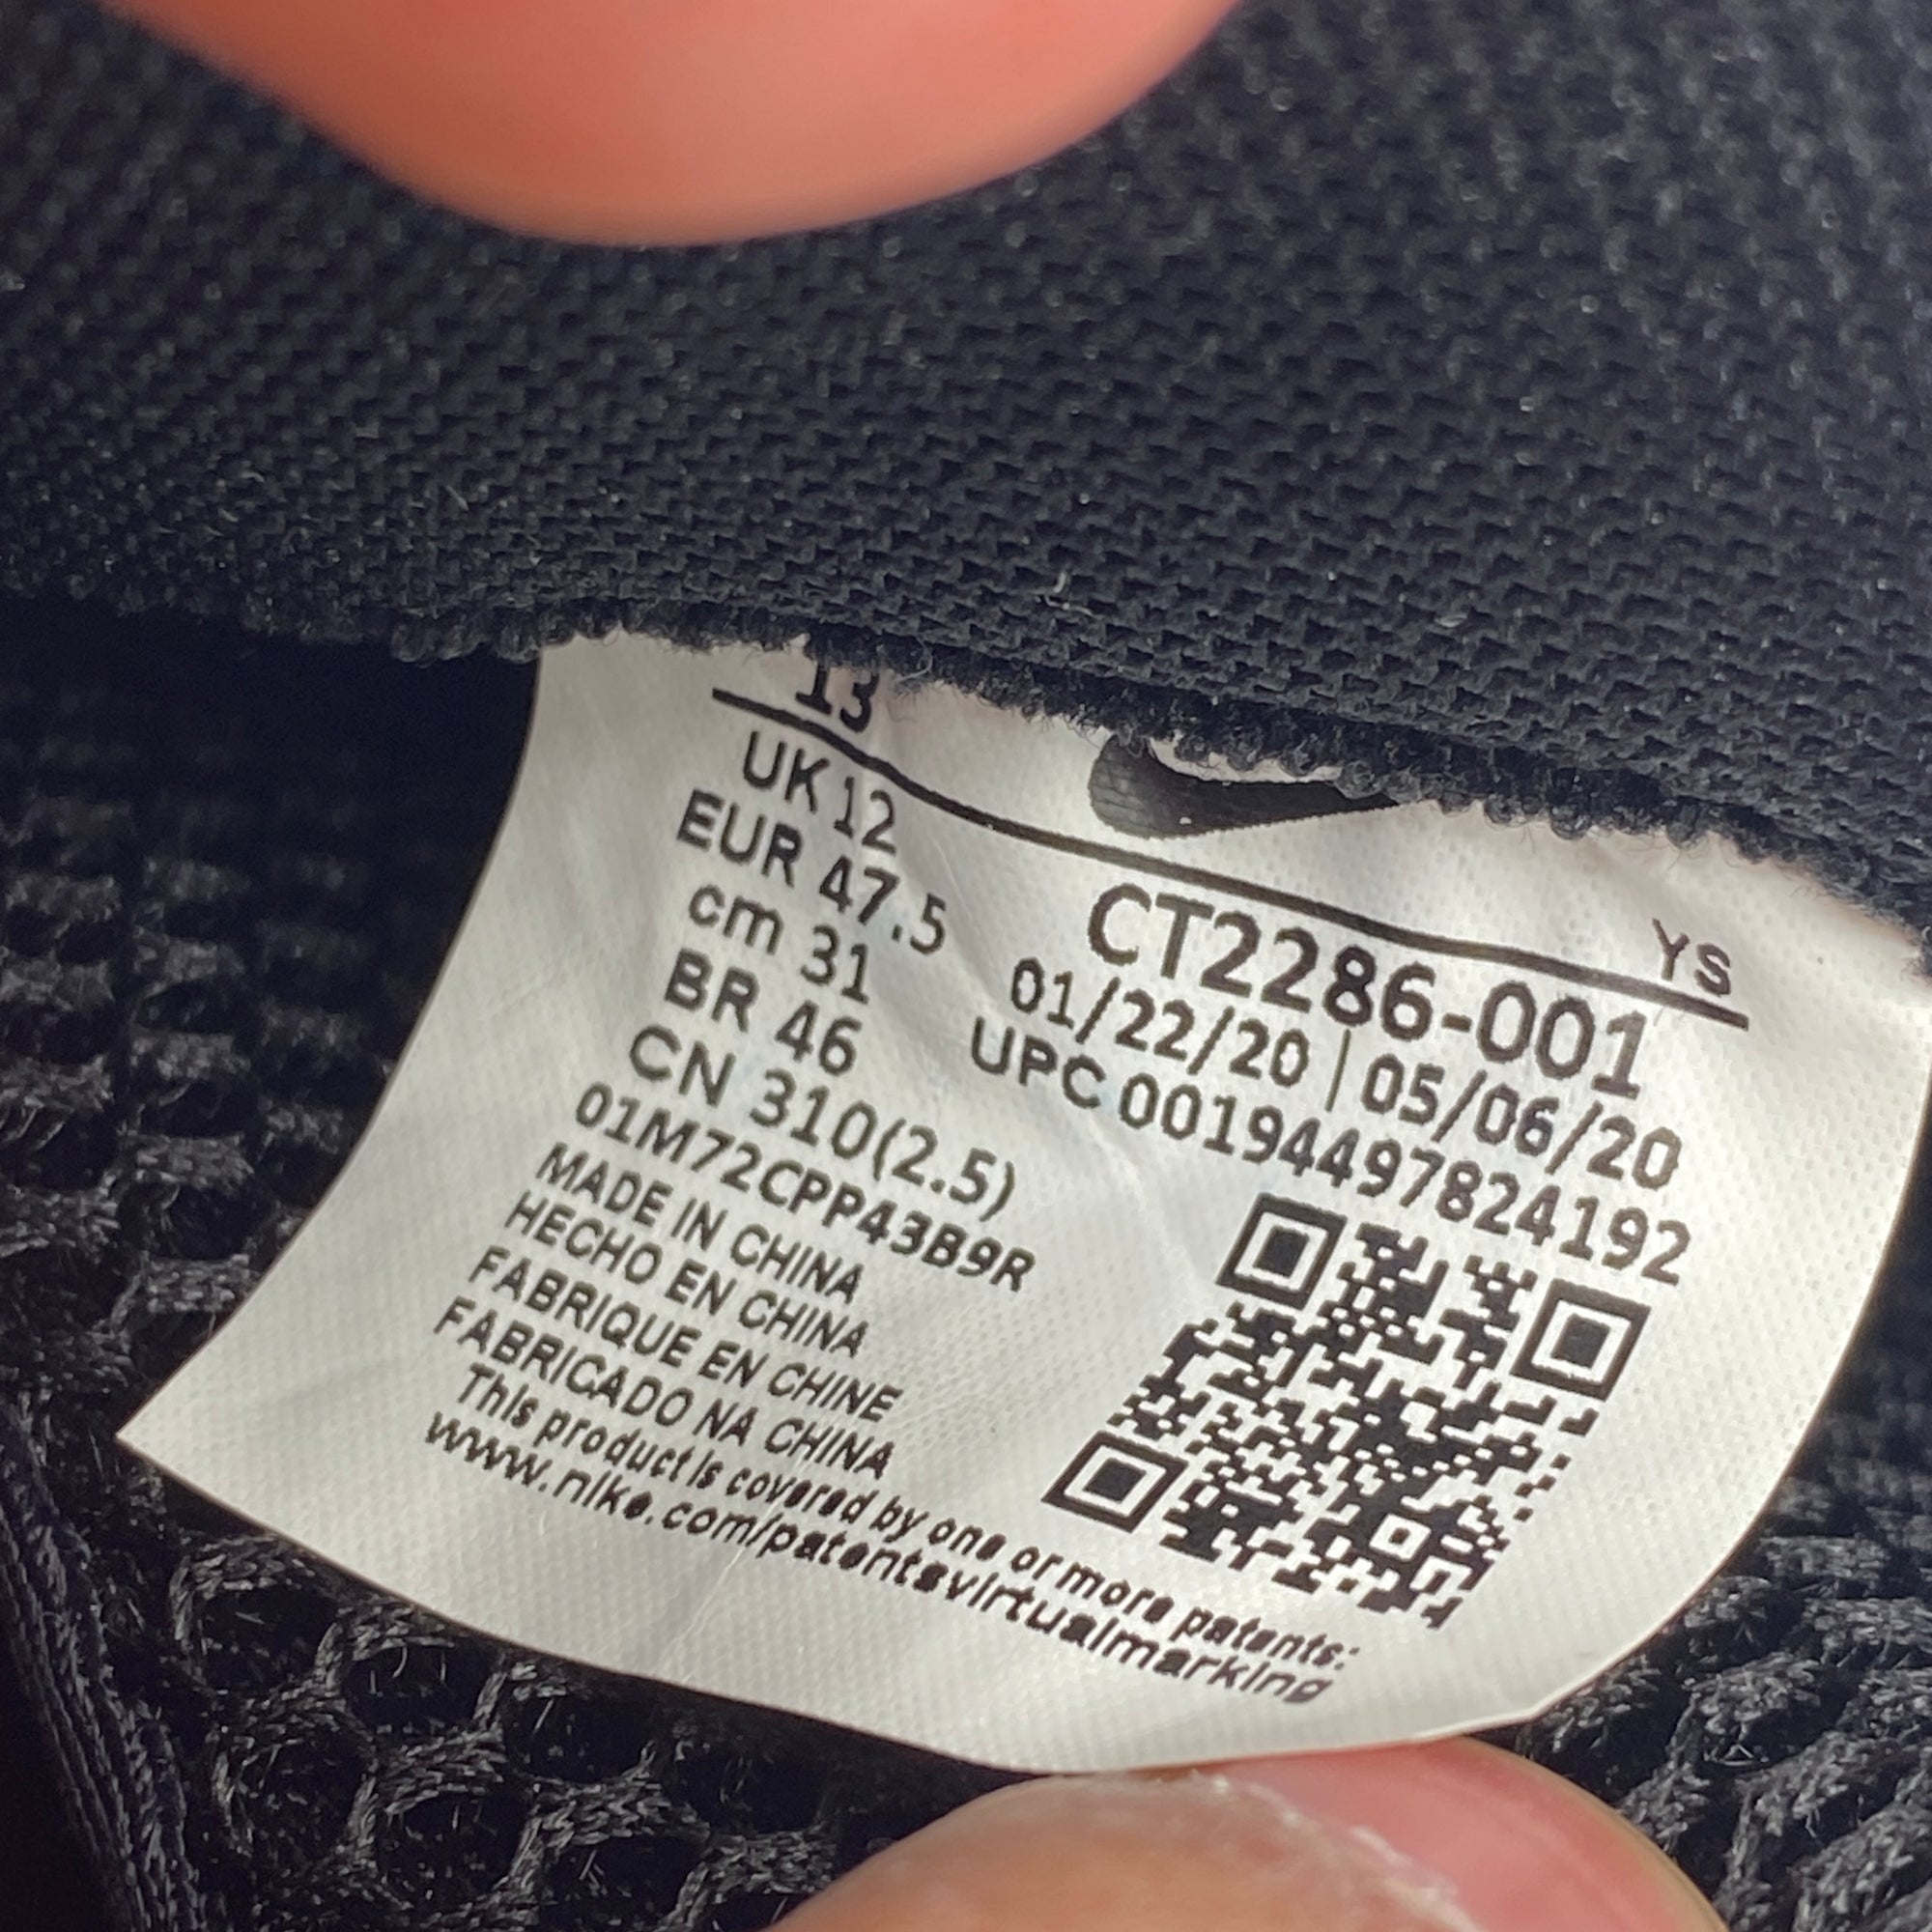 13
UK 12
EUR 47.5
cm 31
BR 46
CN 310(2.5)
01M72CPP43B9R
MADE IN CHINA
HECHO EN CHINA
FABRIQUE EN CHINE
FABRICADO NA CHINA
This product is covered by one or more patents:
www.nike.com/patentsvirtualmarking
YS
CT2286-001
01/22/20 | 05/06/20
UPC 00194497824192